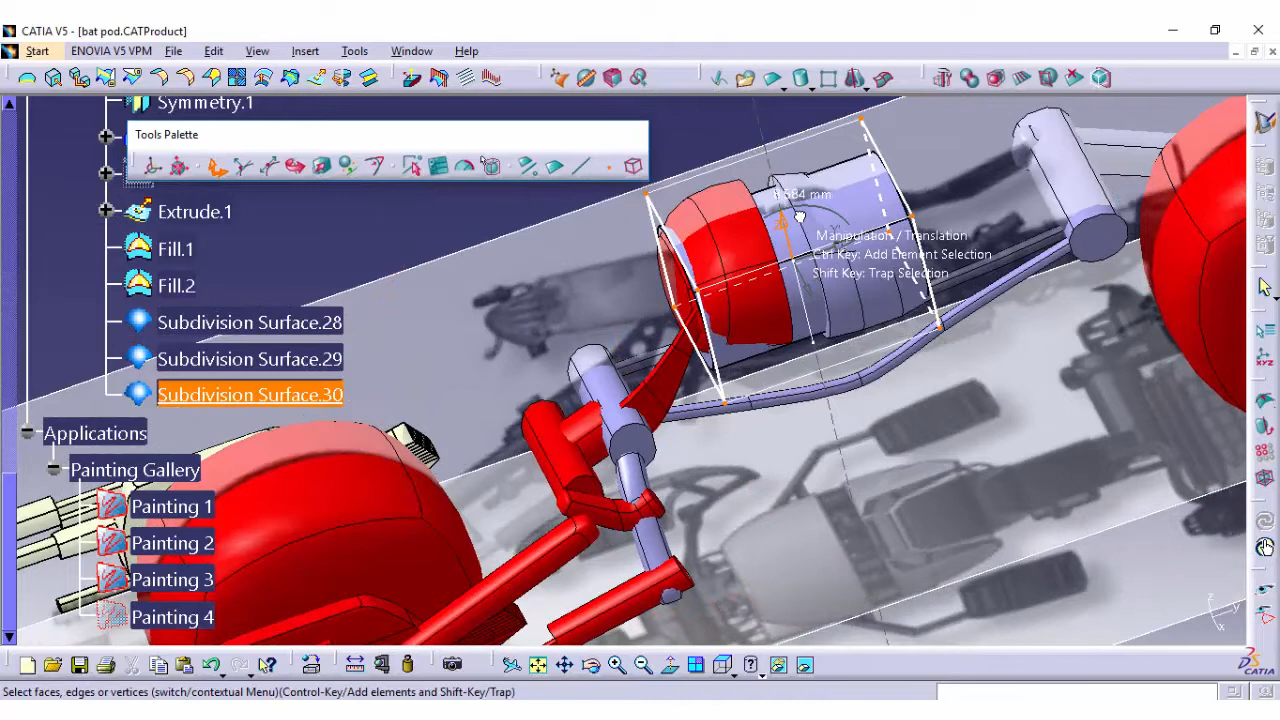 CATIA V5 - [bat pod.CATProduct]
Start ENOVIA V5 VPM File Edit View Insert Tools Window Help
Symmetry.1
Tools Palette
Extrude.1
Fill.1
Fill.2
Subdivision Surface.28
Subdivision Surface.29
Subdivision Surface.30
Applications
Painting Gallery
Painting 1
Painting 2
Painting 3
Painting 4
Manipulation / Translation
Ctrl Key: Add Element Selection
Shift Key: Trap Selection
z
y
x
CATIA
Select faces, edges or vertices (switch/contextual Menu)(Control-Key/Add elements and Shift-Key/Trap)